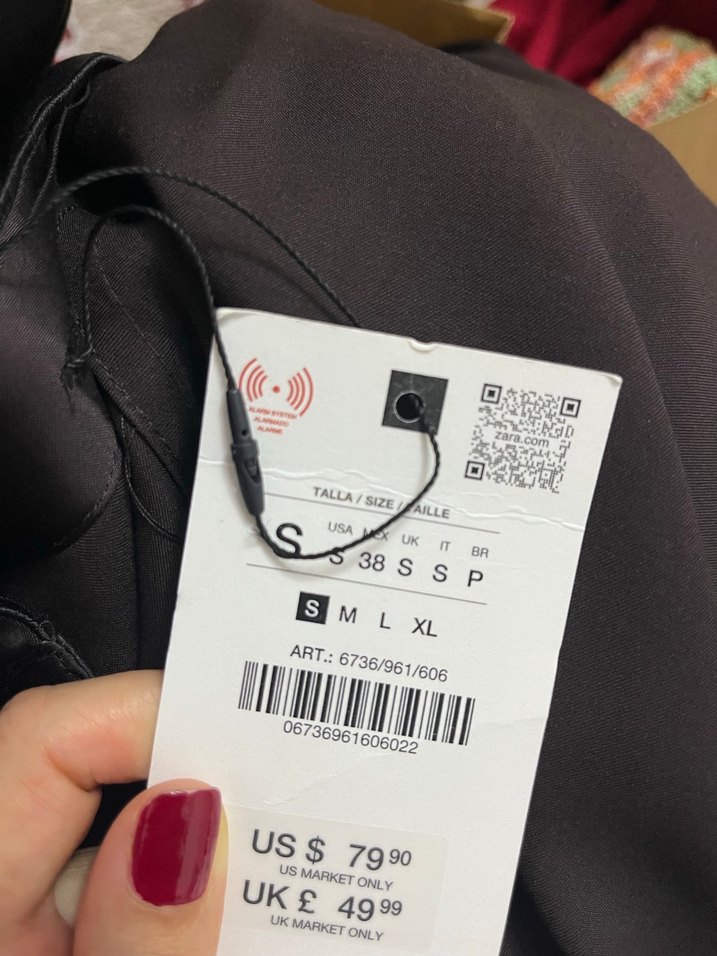 ALARM SYSTEM
ALARMADO
ALARME
zara.com
TALLA / SIZE / TAILLE
S
USA MEX UK IT BR
S 38 S S P
S M L XL
ART.: 6736/961/606
06736961606022
US $ 79.90
US MARKET ONLY
UK £ 49.99
UK MARKET ONLY